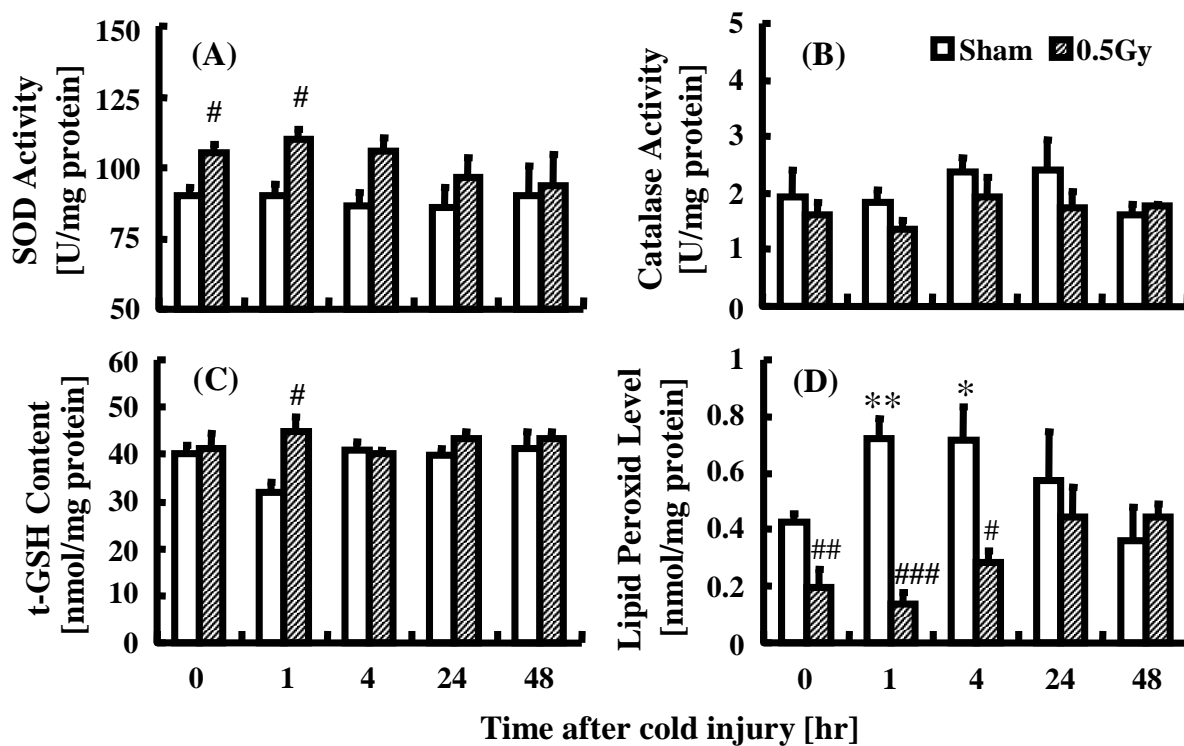 (A)
SOD Activity
[U/mg protein]
150
125
100
75
50
#
#
(B)
Sham 0.5Gy
Catalase Activity
[U/mg protein]
5
4
3
2
1
0
(C)
t-GSH Content
[nmol/mg protein]
60
50
40
30
20
10
0
#
0 1 4 24 48
(D)
Lipid Peroxid Level
[nmol/mg protein]
1
0.8
0.6
0.4
0.2
0
** *
## ### #
0 1 4 24 48
Time after cold injury [hr]